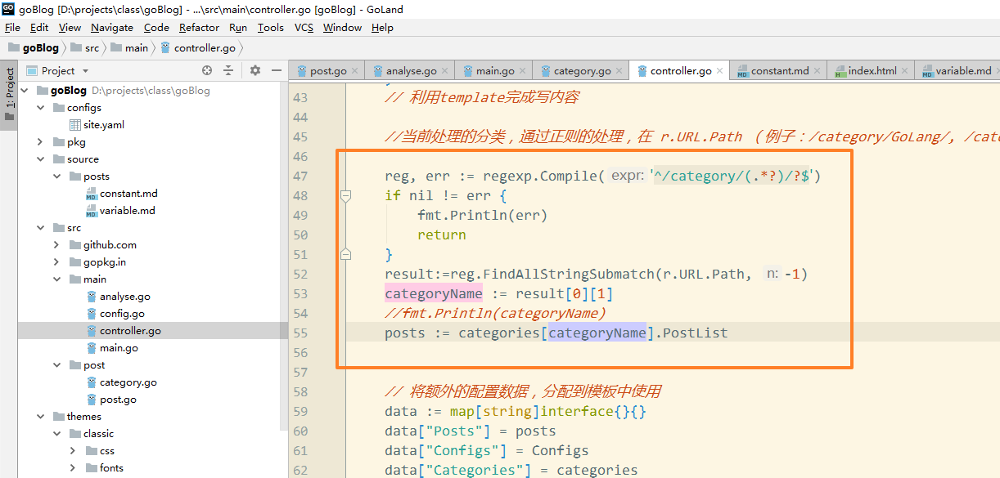 goBlog [D:\projects\class\goBlog] - ...\src\main\controller.go [goBlog] - GoLand
File Edit View Navigate Code Refactor Run Tools VCS Window Help
goBlog src main controller.go
1: Project
Project
post.go analyse.go main.go category.go controller.go constant.md index.html variable.md
goBlog D:\projects\class\goBlog
configs
site.yaml
pkg
source
posts
constant.md
variable.md
src
github.com
gopkg.in
main
analyse.go
config.go
controller.go
main.go
post
category.go
post.go
themes
classic
css
fonts
43 // 利用template完成写内容
44
45 //当前处理的分类，通过正则的处理，在 r.URL.Path （例子：/category/GoLang/, /cate
46
47 reg, err := regexp.Compile( expr: '^/category/(.*?)/?$')
48 if nil != err {
49 fmt.Println(err)
50 return
51 }
52 result:=reg.FindAllStringSubmatch(r.URL.Path, n: -1)
53 categoryName := result[0][1]
54 //fmt.Println(categoryName)
55 posts := categories[categoryName].PostList
56
57
58 // 将额外的配置数据，分配到模板中使用
59 data := map[string]interface{}{}
60 data["Posts"] = posts
61 data["Configs"] = Configs
62 data["Categories"] = categories